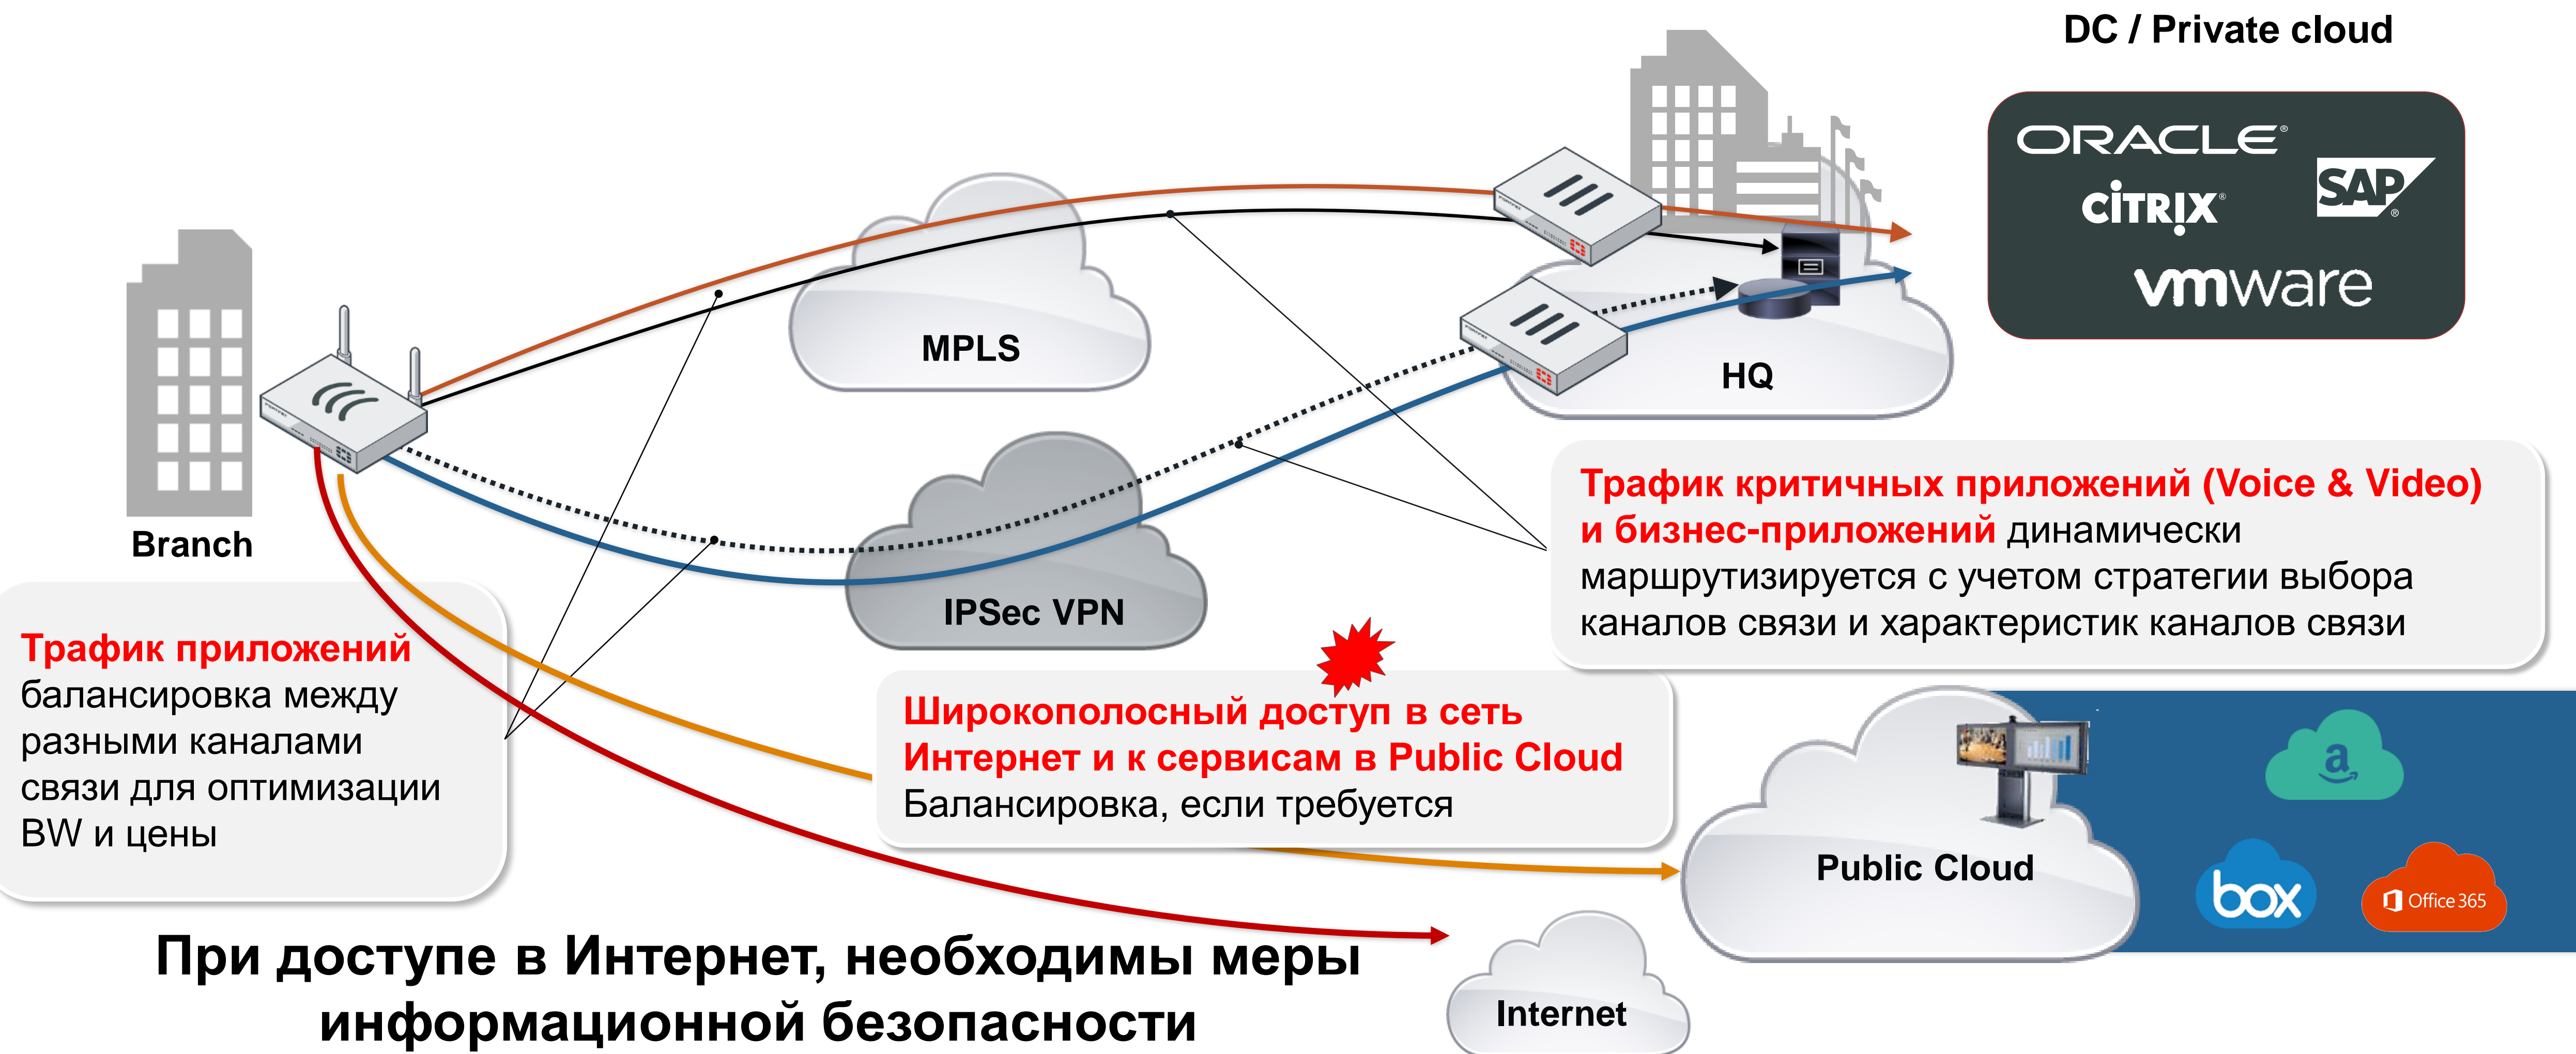 DC / Private cloud
ORACLE®
SAP®
CİTRIX®
vmware
MPLS
HQ
Branch
IPSec VPN
Трафик критичных приложений (Voice & Video)
и бизнес-приложений динамически
маршрутизируется с учетом стратегии выбора
каналов связи и характеристик каналов связи
Трафик приложений
балансировка между
разными каналами
связи для оптимизации
BW и цены
Широкополосный доступ в сеть
Интернет и к сервисам в Public Cloud
Балансировка, если требуется
Public Cloud
a
box
Office 365
При доступе в Интернет, необходимы меры
информационной безопасности
Internet